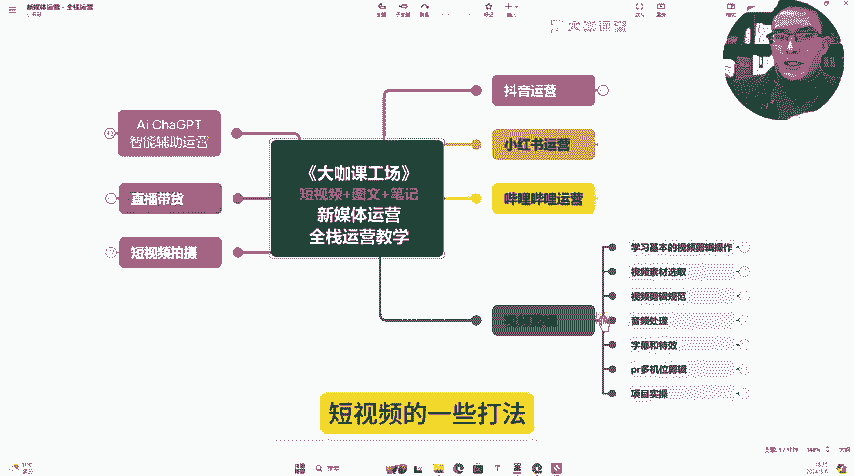 新媒体运营 - 全栈运营
大咖课堂
Ai ChaGPT
智能辅助运营
直播带货
短视频拍摄
《大咖课工场》
短视频+图文+笔记
新媒体运营
全栈运营教学
抖音运营
小红书运营
哔哩哔哩运营
学习基本的视频剪辑操作
视频素材选取
视频剪辑规范
音频处理
字幕和特效
pr多机位剪辑
项目实操
短视频的一些打法